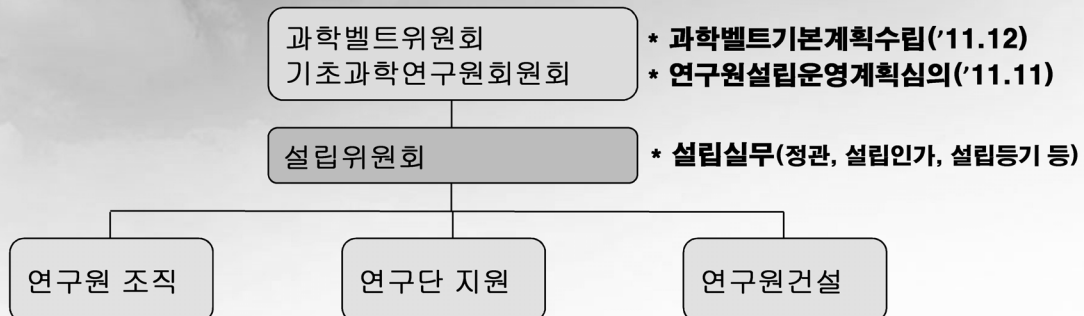 과학벨트위원회
기초과학연구원회원회
* 과학벨트기본계획수립('11.12)
* 연구원설립운영계획심의('11.11)
설립위원회
* 설립실무(정관, 설립인가, 설립등기 등)
연구원 조직
연구단 지원
연구원건설